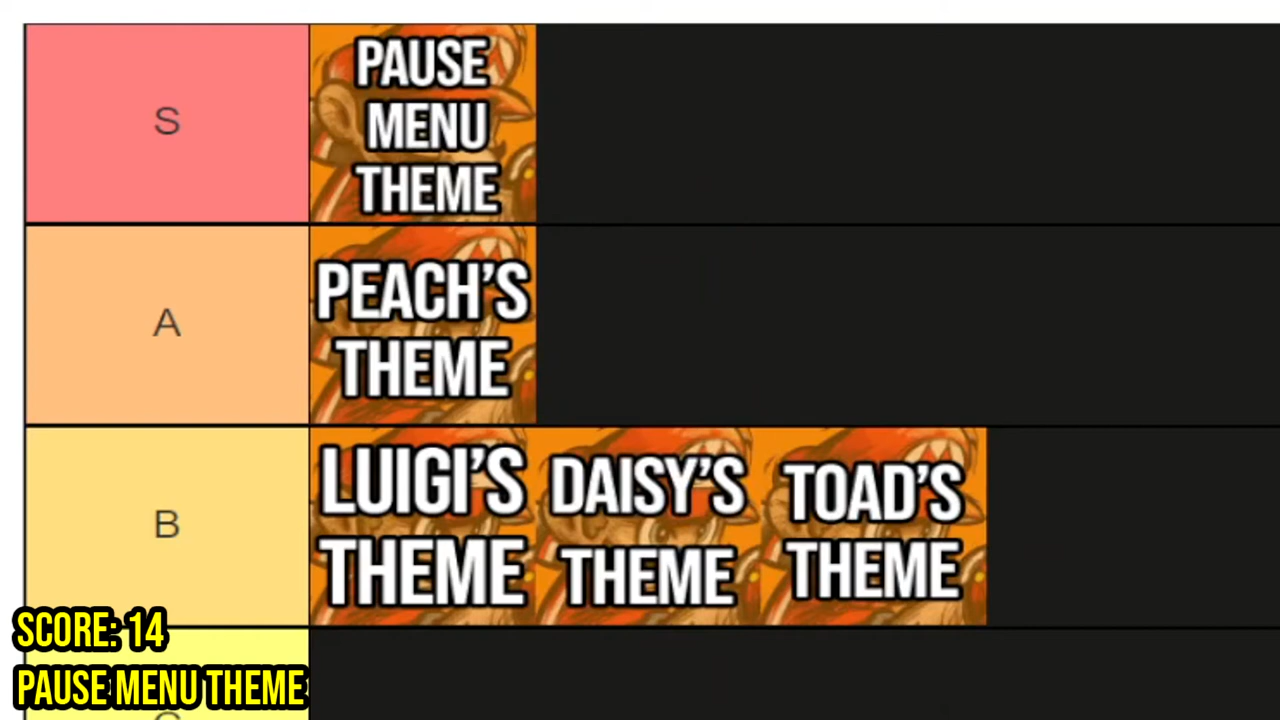 S
PAUSE
MENU
THEME
A
PEACH'S
THEME
B
LUIGI'S
THEME
DAISY'S
THEME
TOAD'S
THEME
SCORE: 14
PAUSE MENU THEME